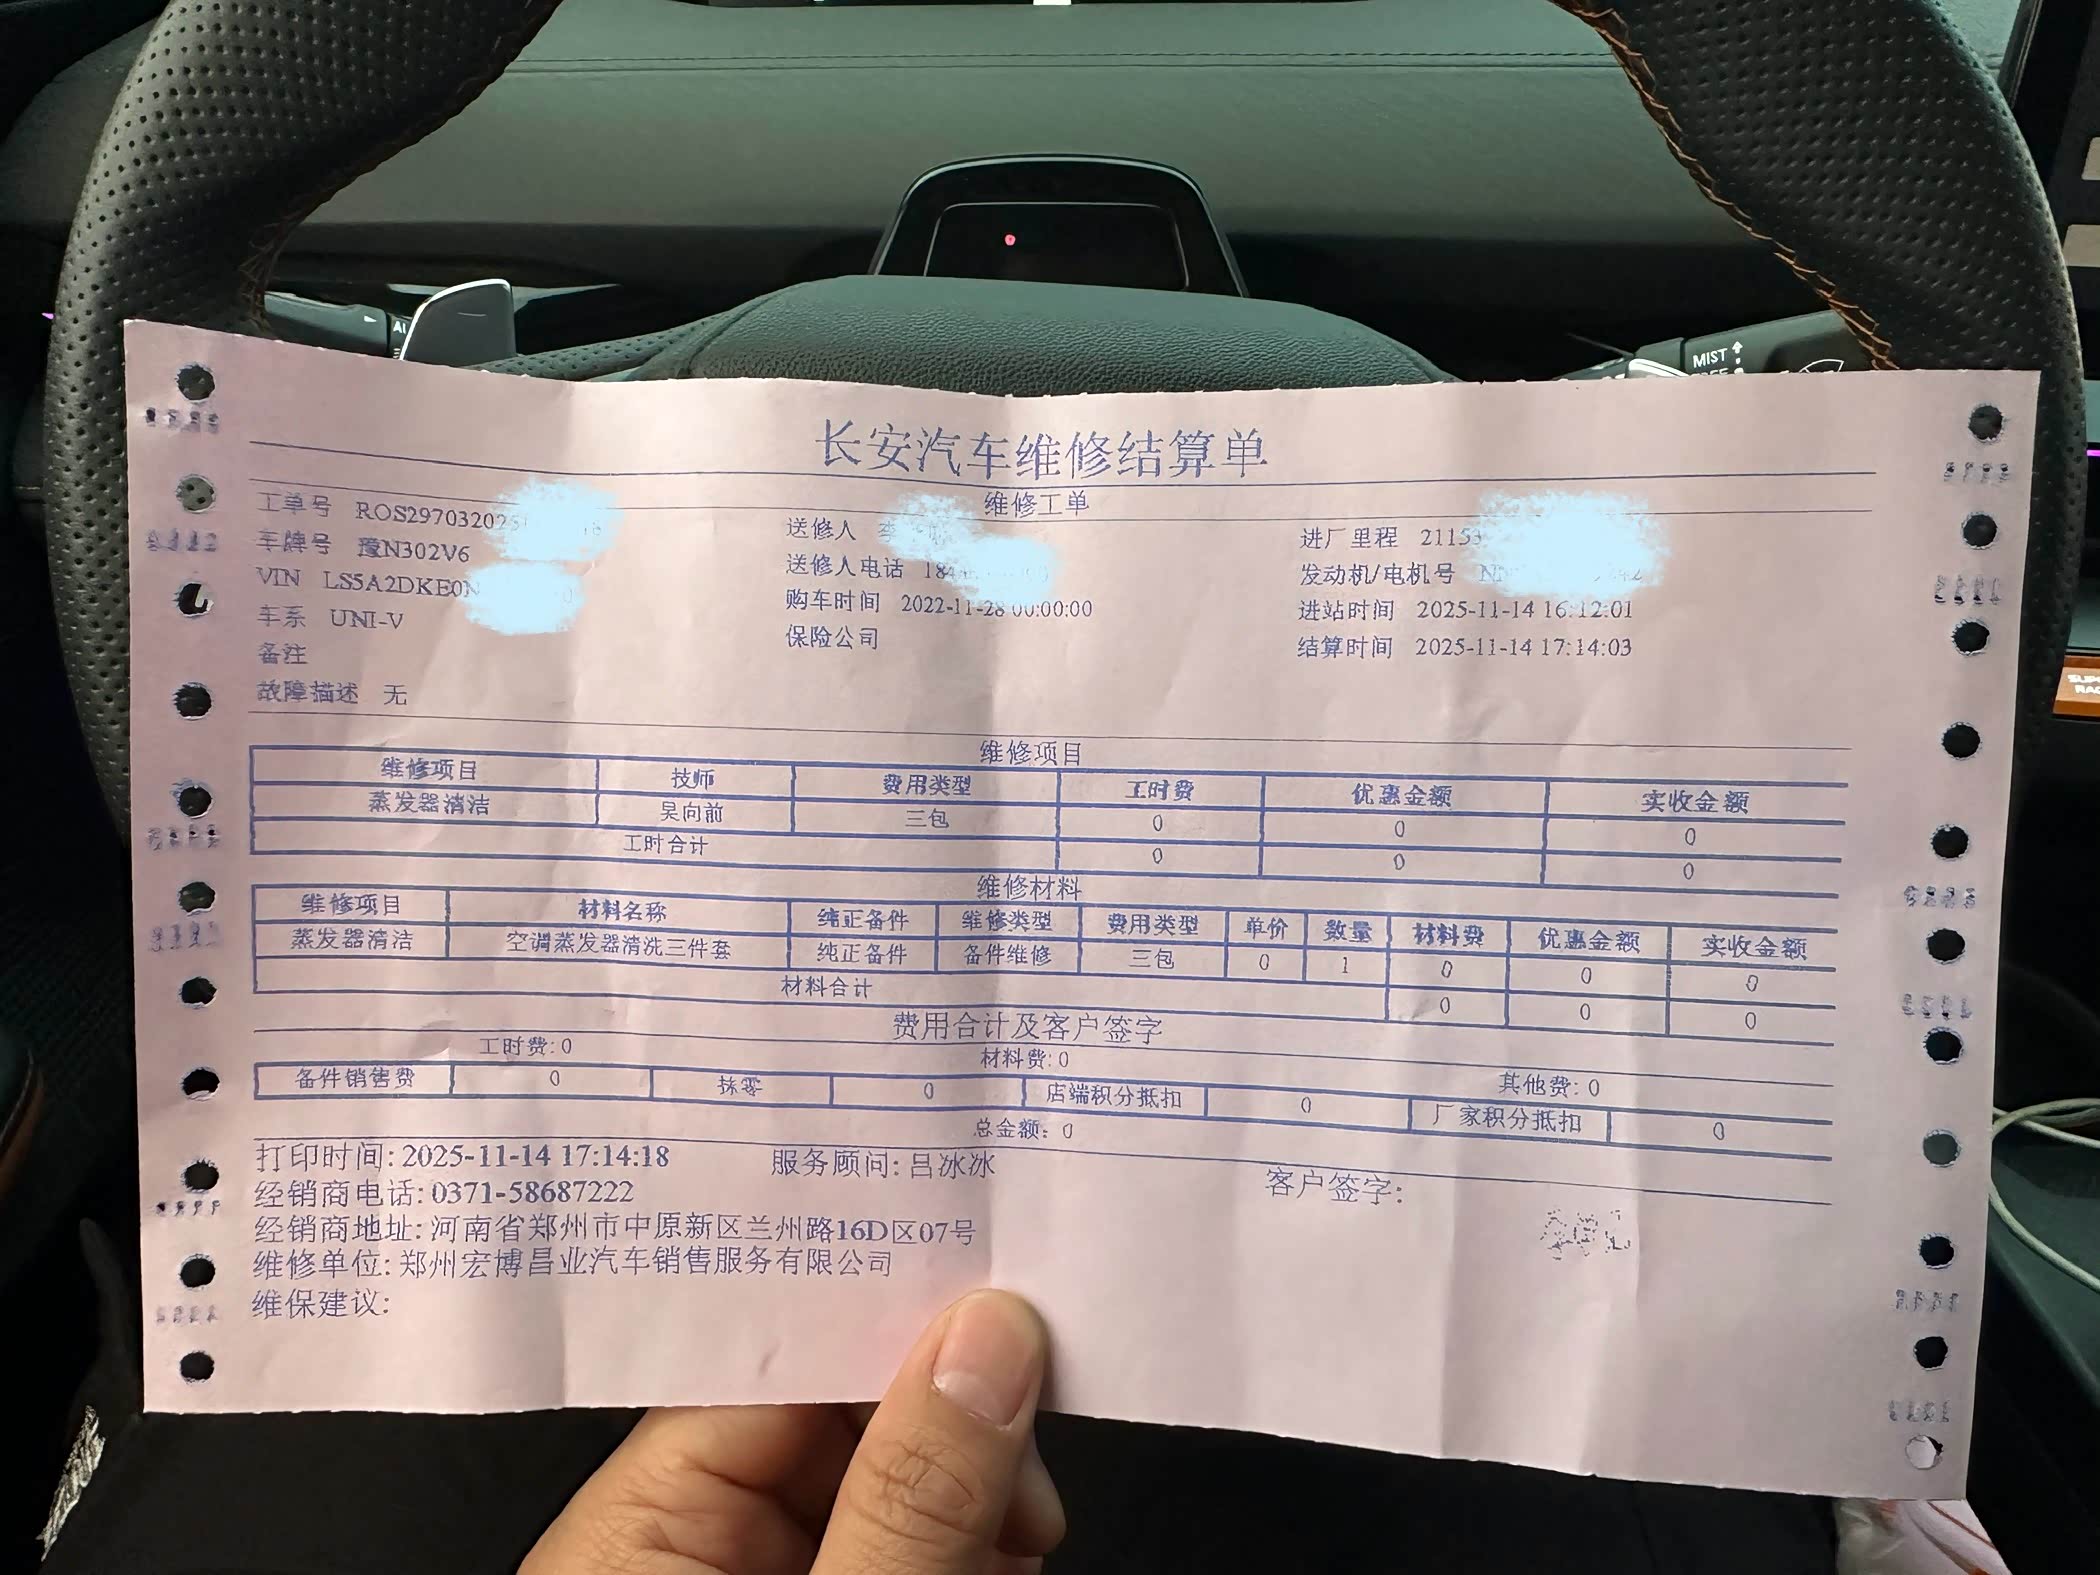 MIST
长安汽车维修结算单
维修工单
工单号 ROS297032025 16
送修人 李
进厂里程 21153
车牌号 豫N302V6
送修人电话 184
发动机/电机号
VIN LS5A2DKE0N
购车时间 2022-11-28 00:00:00
进站时间 2025-11-14 16:12:01
车系 UNI-V
保险公司
结算时间 2025-11-14 17:14:03
备注
故障描述 无
维修项目
维修项目 技师 费用类型 工时费 优惠金额 实收金额
蒸发器清洁 吴向前 三包 0 0 0
工时合计 0 0 0
维修材料
维修项目 材料名称 纯正备件 维修类型 费用类型 单价 数量 材料费 优惠金额 实收金额
蒸发器清洁 空调蒸发器清洗三件套 纯正备件 备件维修 三包 0 1 0 0 0
材料合计 0 0 0
费用合计及客户签字
工时费: 0 材料费: 0 其他费: 0
备件销售费 0 抹零 0 店端积分抵扣 0 厂家积分抵扣 0
总金额: 0
打印时间: 2025-11-14 17:14:18 服务顾问: 吕冰冰 客户签字:
经销商电话: 0371-58687222
经销商地址: 河南省郑州市中原新区兰州路16D区07号
维修单位: 郑州宏博昌业汽车销售服务有限公司
维保建议: